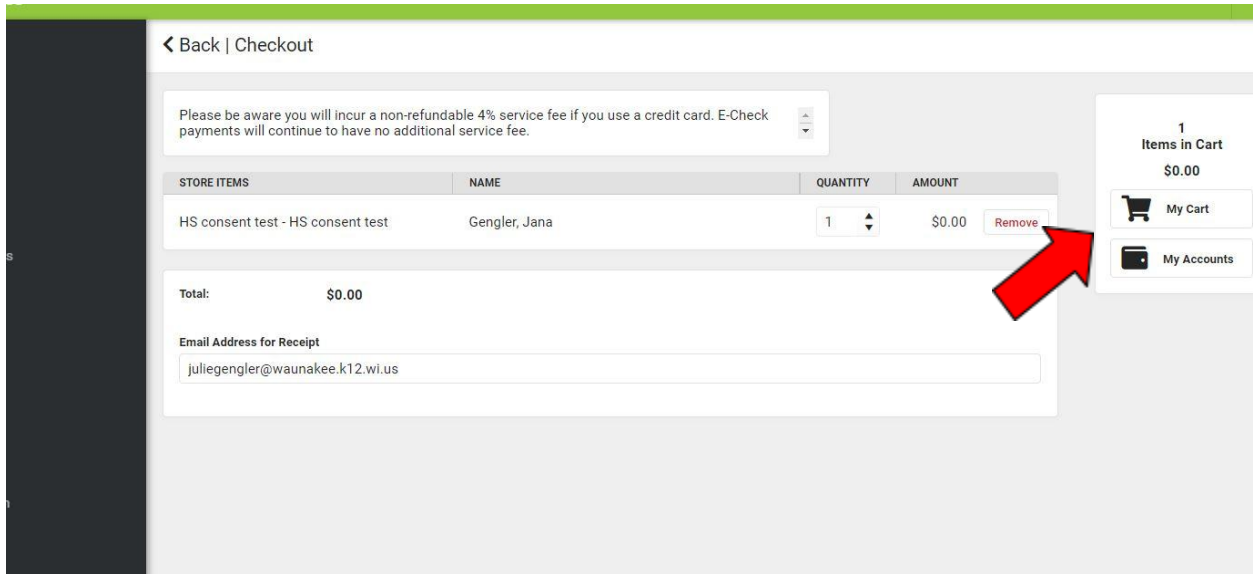 Back | Checkout
Please be aware you will incur a non-refundable 4% service fee if you use a credit card. E-Check
payments will continue to have no additional service fee.
STORE ITEMS NAME QUANTITY AMOUNT
HS consent test - HS consent test Gengler, Jana 1 $0.00 Remove
Total: $0.00
Email Address for Receipt
juliegengler@waunakee.k12.wi.us
1
Items in Cart
$0.00
My Cart
My Accounts